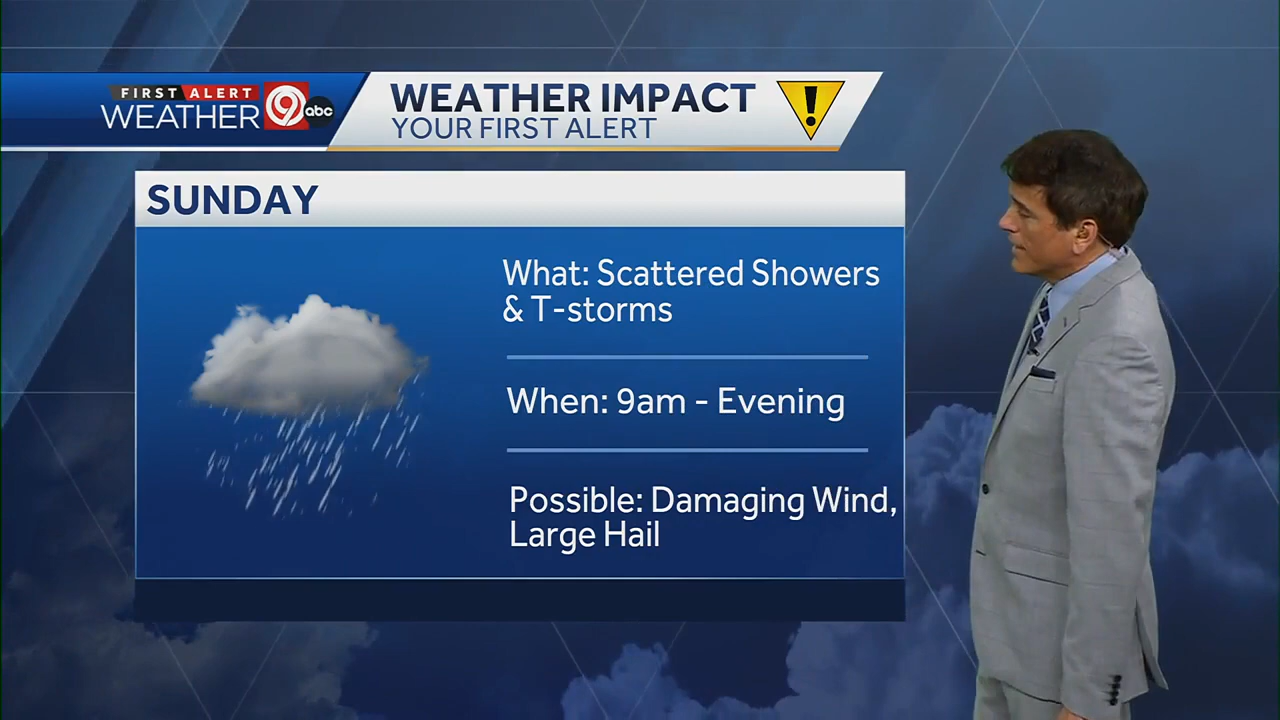 FIRST ALERT
WEATHER 9 abc
WEATHER IMPACT !
YOUR FIRST ALERT
SUNDAY
What: Scattered Showers
& T-storms
When: 9am - Evening
Possible: Damaging Wind,
Large Hail